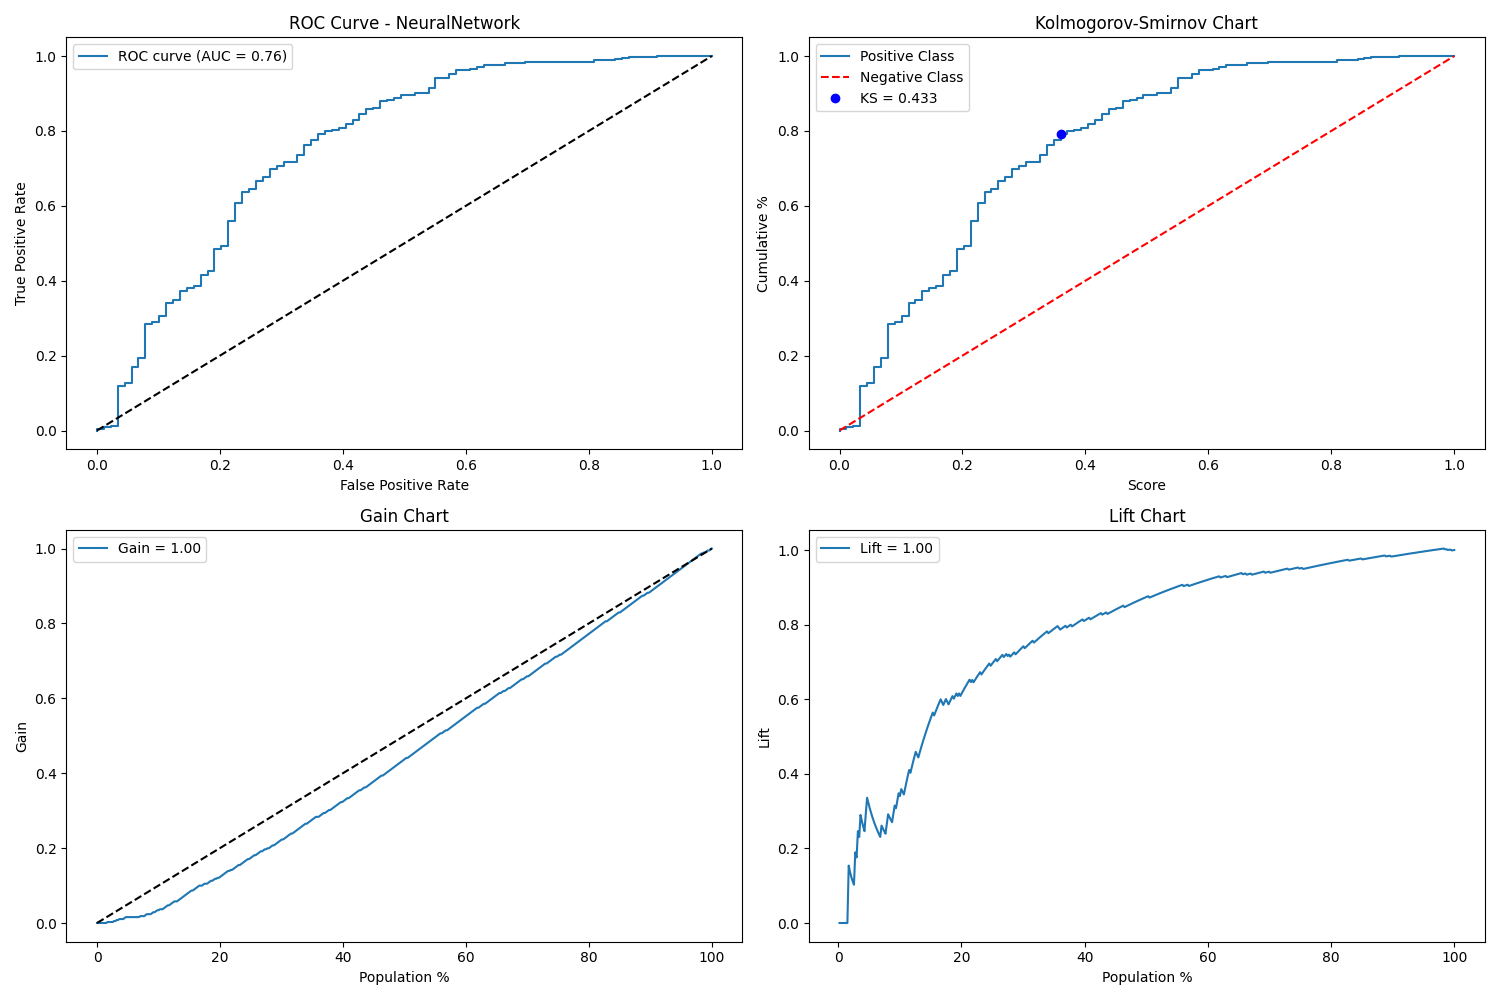 ROC Curve - NeuralNetwork
ROC curve (AUC = 0.76)
1.0
0.8
0.6
0.4
0.2
0.0
True Positive Rate
0.0 0.2 0.4 0.6 0.8 1.0
False Positive Rate
Kolmogorov-Smirnov Chart
Positive Class
Negative Class
KS = 0.433
1.0
0.8
0.6
0.4
0.2
0.0
Cumulative %
0.0 0.2 0.4 0.6 0.8 1.0
Score
Gain Chart
Gain = 1.00
1.0
0.8
0.6
0.4
0.2
0.0
Gain
0 20 40 60 80 100
Population %
Lift Chart
Lift = 1.00
1.0
0.8
0.6
0.4
0.2
0.0
Lift
0 20 40 60 80 100
Population %